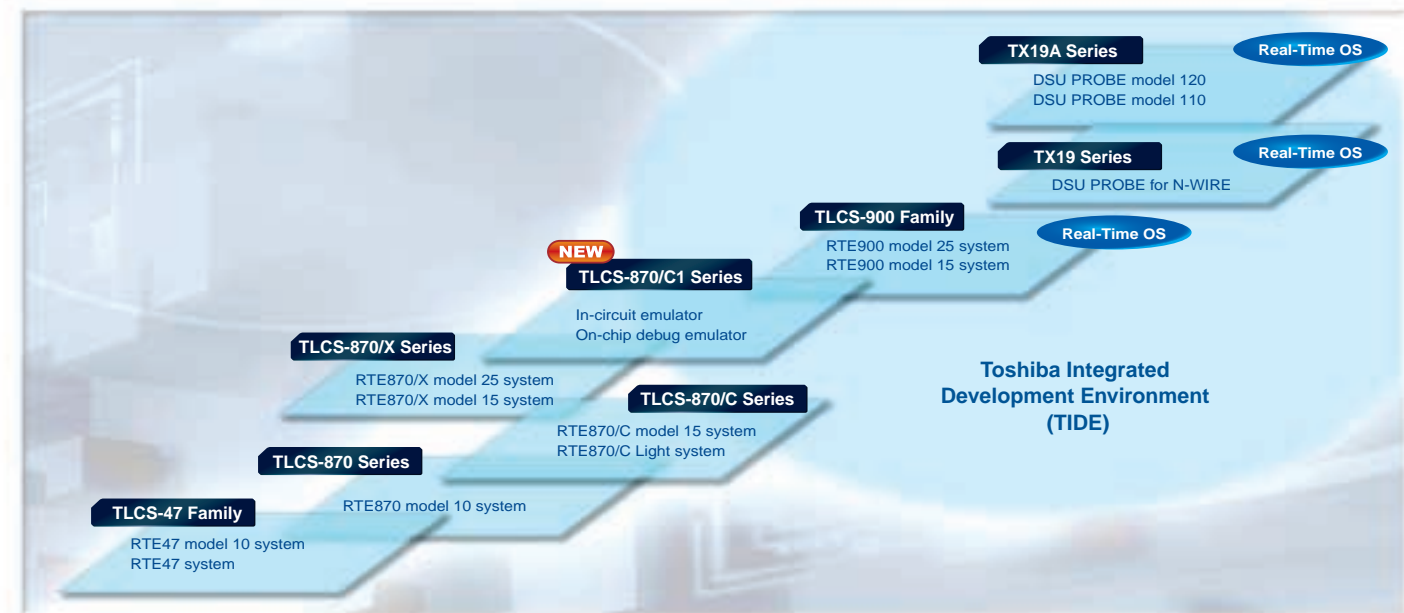 TX19A Series
Real-Time OS
DSU PROBE model 120
DSU PROBE model 110
TX19 Series
Real-Time OS
DSU PROBE for N-WIRE
TLCS-900 Family
Real-Time OS
RTE900 model 25 system
RTE900 model 15 system
NEW
TLCS-870/C1 Series
In-circuit emulator
On-chip debug emulator
TLCS-870/X Series
RTE870/X model 25 system
RTE870/X model 15 system
TLCS-870/C Series
RTE870/C model 15 system
RTE870/C Light system
Toshiba Integrated
Development Environment
(TIDE)
TLCS-870 Series
RTE870 model 10 system
TLCS-47 Family
RTE47 model 10 system
RTE47 system